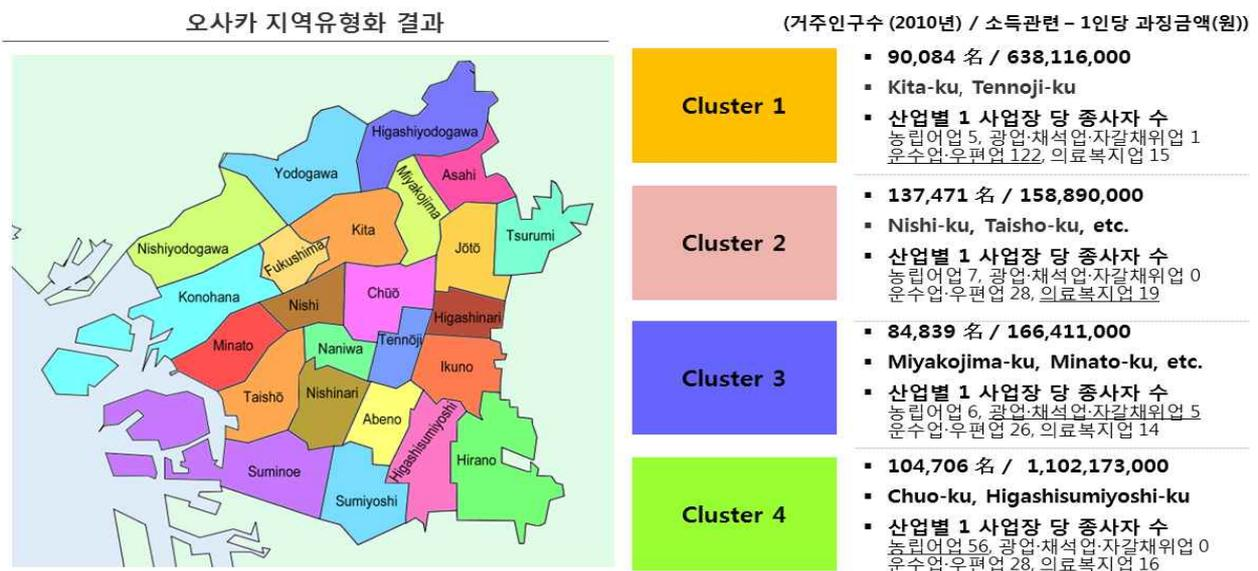 오사카 지역유형화 결과
(거주인구수 (2010년) / 소득관련 – 1인당 과징금액(원))
Higashiyodogawa
Yodogawa
Asahi
Miyakojima
Kita
Tsurumi
Jōtō
Nishiyodogawa
Fukushima
Konohana
Chūō
Nishi
Higashinari
Minato
Naniwa
Tennōji
Ikuno
Taishō
Nishinari
Abeno
Higashisumiyoshi
Hirano
Suminoe
Sumiyoshi
Cluster 1
▪ 90,084 名 / 638,116,000
▪ Kita-ku, Tennoji-ku
▪ 산업별 1 사업장 당 종사자 수
농림어업 5, 광업·채석업·자갈채위업 1
운수업·우편업 122, 의료복지업 15
Cluster 2
▪ 137,471 名 / 158,890,000
▪ Nishi-ku, Taisho-ku, etc.
▪ 산업별 1 사업장 당 종사자 수
농림어업 7, 광업·채석업·자갈채위업 0
운수업·우편업 28, 의료복지업 19
Cluster 3
▪ 84,839 名 / 166,411,000
▪ Miyakojima-ku, Minato-ku, etc.
▪ 산업별 1 사업장 당 종사자 수
농림어업 6, 광업·채석업·자갈채위업 5
운수업·우편업 26, 의료복지업 14
Cluster 4
▪ 104,706 名 / 1,102,173,000
▪ Chuo-ku, Higashisumiyoshi-ku
▪ 산업별 1 사업장 당 종사자 수
농림어업 56, 광업·채석업·자갈채위업 0
운수업·우편업 28, 의료복지업 16